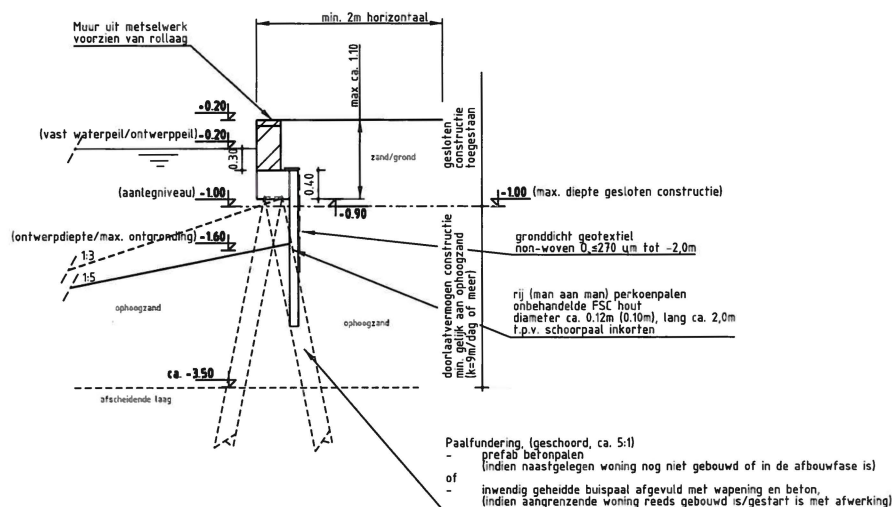 min. 2m horizontaal
Muur uit metselwerk
voorzien van rollaag
max ca. 1.10
-0.20
(vast waterpeil/ontwerppeil)
-0.20
0.30
zand/grond
gesloten
constructie
toegestaan
0.40
(aanlegniveau)
-1.00
-0.90
-1.00 (max. diepte gesloten constructie)
(ontwerpdiepte/max. ontgronding)
-1.60
1:3
1:5
gronddicht geotextiel
non-woven O ≤270 µm tot -2,0m
ophoogzand
ophoogzand
doorlaatvermogen constructie
min. gelijk aan ophoogzand
(k=9m/dag of meer)
rij (man aan man) perkoenpalen
onbehandelde FSC hout
diameter ca. 0.12m (0.10m), lang ca. 2,0m
t.p.v. schoorpaal inkorten
ca. -3.50
afscheidende laag
Paalfundering, (geschoord, ca. 5:1)
- prefab betonpalen
(indien naastgelegen woning nog niet gebouwd of in de afbouwfase is)
of
- inwendig geheidde buispaal afgevuld met wapening en beton,
(indien aangrenzende woning reeds gebouwd is/gestart is met afwerking)